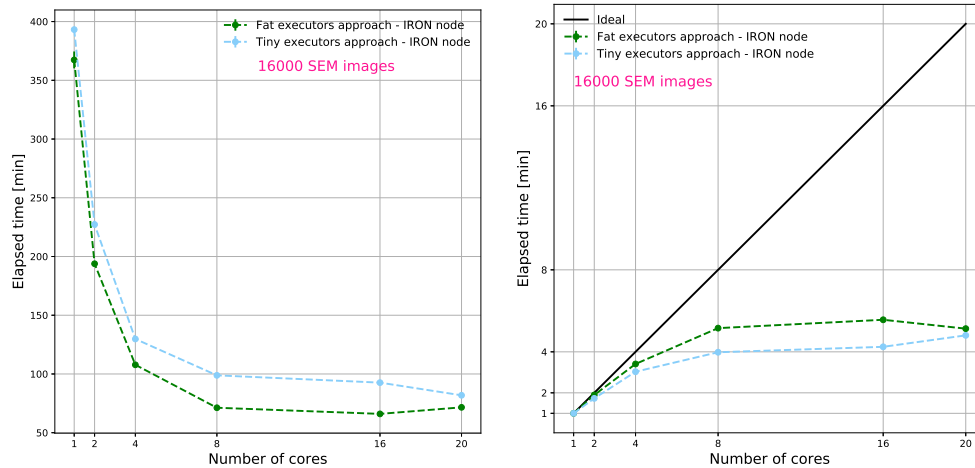 400
350
300
250
200
150
100
50
Elapsed time [min]
Fat executors approach - IRON node
Tiny executors approach - IRON node
16000 SEM images
1 2 4 8 16 20
Number of cores
20
16
8
4
2
1
Elapsed time [min]
Ideal
Fat executors approach - IRON node
Tiny executors approach - IRON node
16000 SEM images
1 2 4 8 16 20
Number of cores